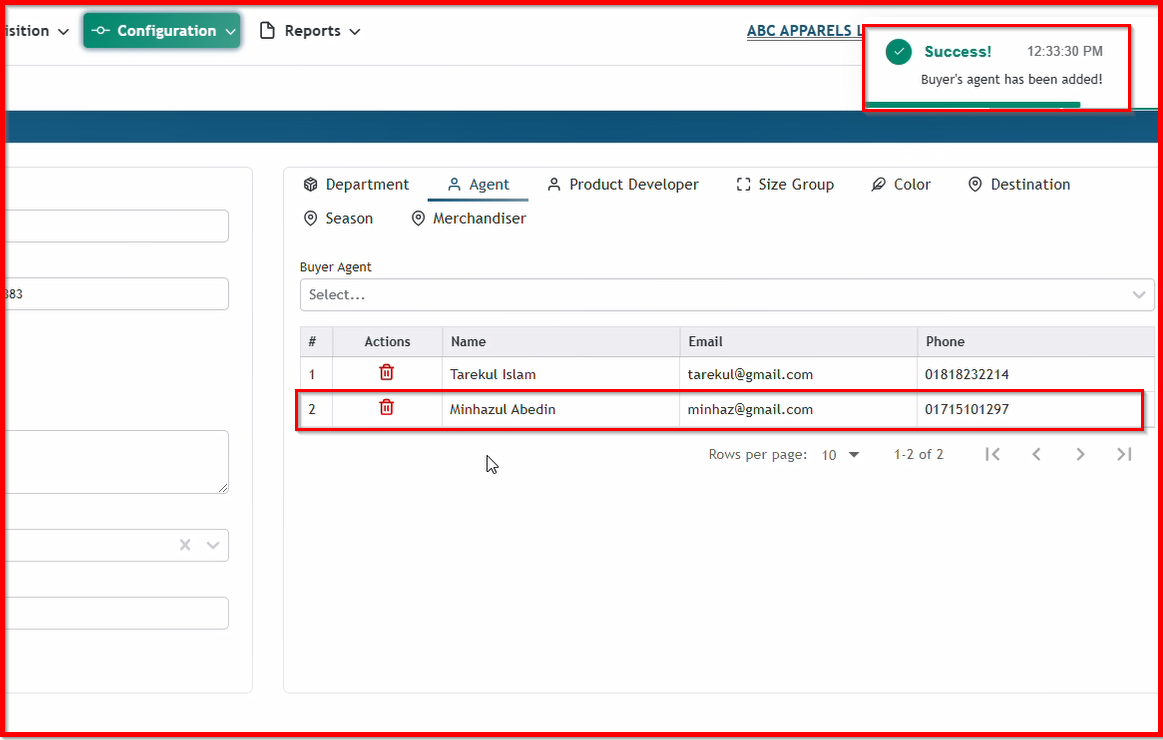 Configuration
Reports
ABC APPARELS L
Success!
12:33:30 PM
Buyer's agent has been added!
Department
Agent
Product Developer
Size Group
Color
Destination
Season
Merchandiser
Buyer Agent
Select...
# Actions Name Email Phone
1 Tarekul Islam tarekul@gmail.com 01818232214
2 Minhazul Abedin minhaz@gmail.com 01715101297
Rows per page: 10 1-2 of 2